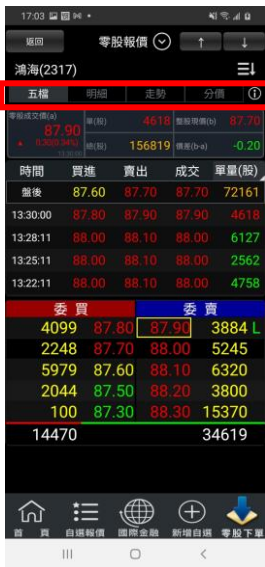 17:03
返回 零股報價 ↑ ↓
鴻海(2317)
五檔 明細 走勢 分價
零股成交價(a) 87.90 ▲ 0.30(0.34%) 13:30:00
單(股) 4618 整股現價(b) 87.70
總(股) 156819 價差(b-a) -0.20
時間 買進 賣出 成交 單量(股)
盤後 87.60 87.70 87.70 72161
13:30:00 87.80 87.90 87.90 4618
13:28:11 88.00 88.10 88.00 6127
13:25:11 88.00 88.10 88.00 2562
13:22:11 88.00 88.10 88.00 4758
委買 委賣
4099 87.80 87.90 3884 L
2248 87.70 88.00 5245
5979 87.60 88.10 6320
2044 87.50 88.20 3800
100 87.30 88.30 15370
14470 34619
首頁 自選報價 國際金融 新增自選 零股下單